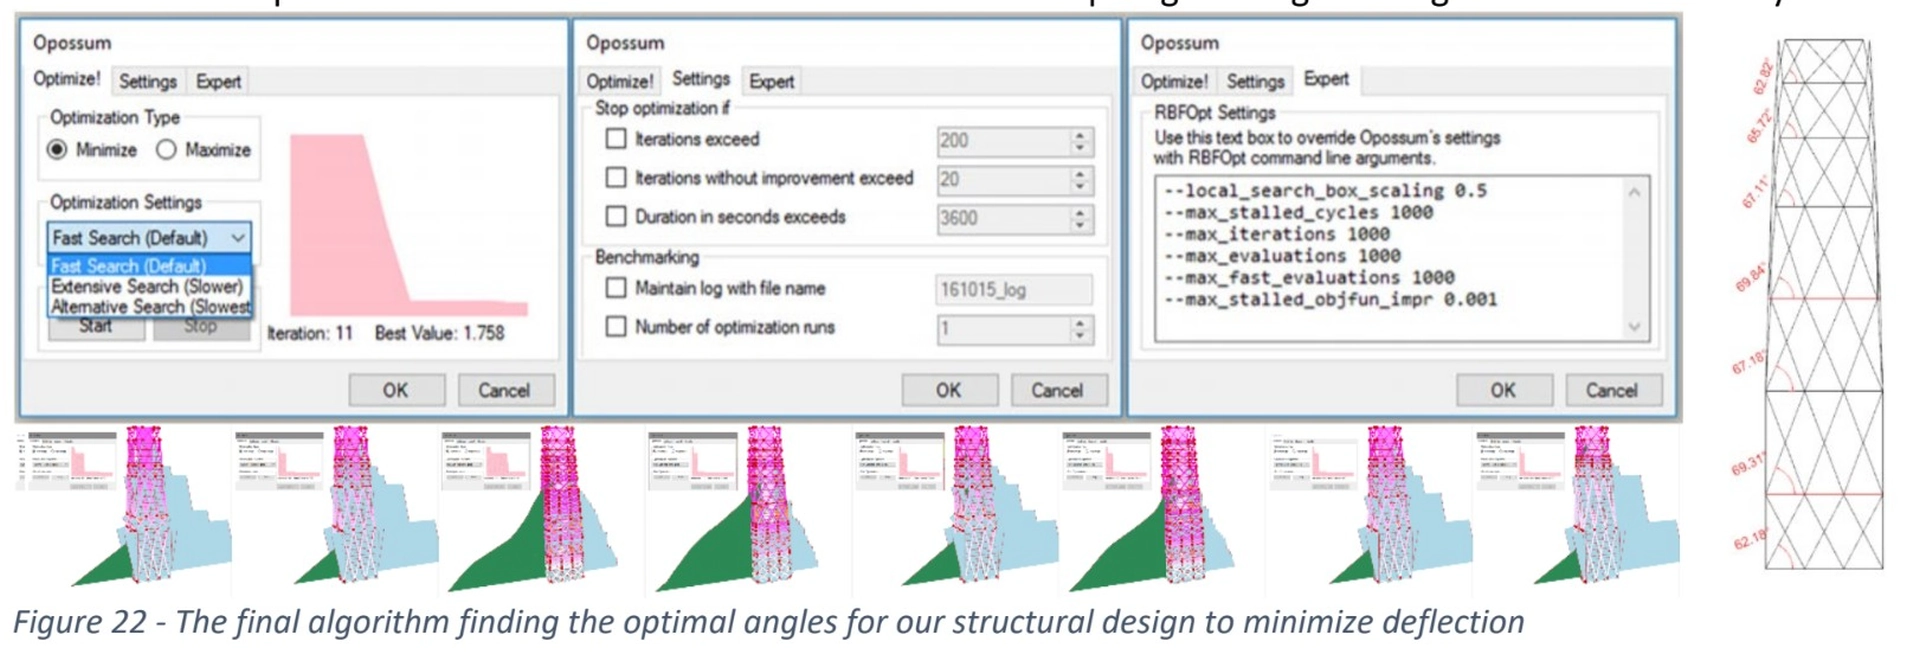 Opossum
Optimize! Settings Expert
Optimization Type
Minimize Maximize
Optimization Settings
Fast Search (Default)
Fast Search (Default)
Extensive Search (Slower)
Alternative Search (Slowest
Start Stop
Iteration: 11 Best Value: 1.758
OK Cancel
Opossum
Optimize! Settings Expert
Stop optimization if
Iterations exceed 200
Iterations without improvement exceed 20
Duration in seconds exceeds 3600
Benchmarking
Maintain log with file name 161015_log
Number of optimization runs 1
OK Cancel
Opossum
Optimize! Settings Expert
RBFOpt Settings
Use this text box to override Opossum's settings
with RBFOpt command line arguments.
--local_search_box_scaling 0.5
--max_stalled_cycles 1000
--max_iterations 1000
--max_evaluations 1000
--max_fast_evaluations 1000
--max_stalled_objfun_impr 0.001
OK Cancel
62.82°
65.72°
67.11°
69.84°
67.18°
69.31°
62.18°
Figure 22 - The final algorithm finding the optimal angles for our structural design to minimize deflection